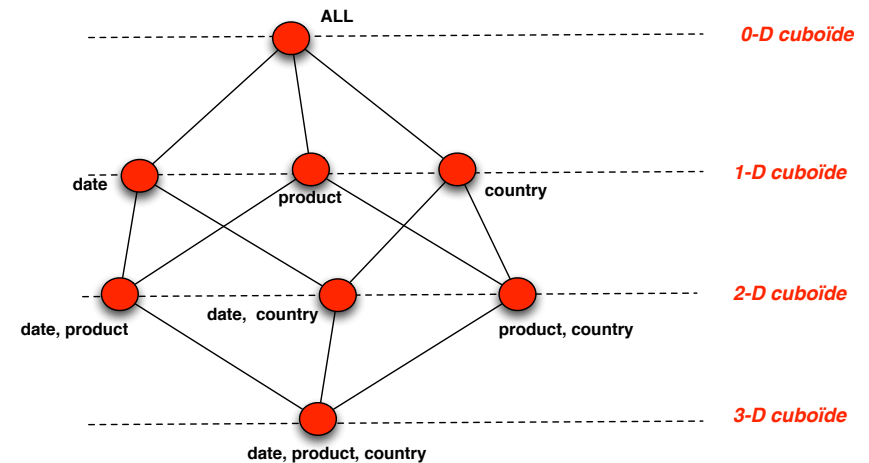 ALL
0-D cuboïde
date
product
country
1-D cuboïde
date, product
date,  country
product, country
2-D cuboïde
date, product, country
3-D cuboïde